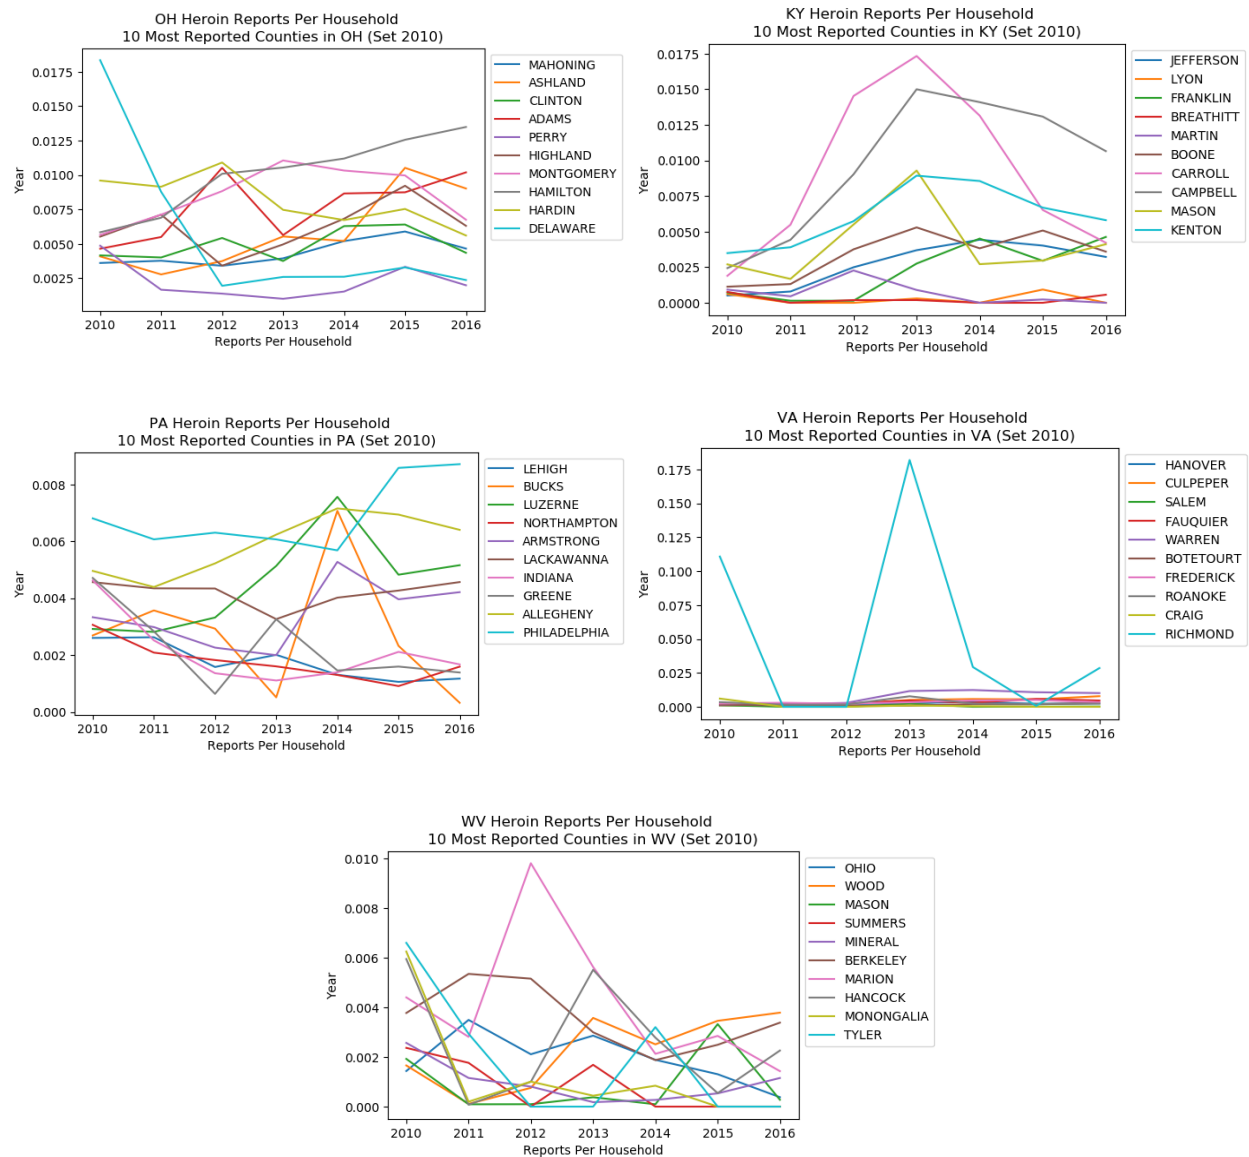 OH Heroin Reports Per Household
10 Most Reported Counties in OH (Set 2010)
0.0175
0.0150
0.0125
0.0100
0.0075
0.0050
0.0025
Year
2010 2011 2012 2013 2014 2015 2016
Reports Per Household
MAHONING
ASHLAND
CLINTON
ADAMS
PERRY
HIGHLAND
MONTGOMERY
HAMILTON
HARDIN
DELAWARE
KY Heroin Reports Per Household
10 Most Reported Counties in KY (Set 2010)
0.0175
0.0150
0.0125
0.0100
0.0075
0.0050
0.0025
0.0000
Year
2010 2011 2012 2013 2014 2015 2016
Reports Per Household
JEFFERSON
LYON
FRANKLIN
BREATHITT
MARTIN
BOONE
CARROLL
CAMPBELL
MASON
KENTON
PA Heroin Reports Per Household
10 Most Reported Counties in PA (Set 2010)
0.008
0.006
0.004
0.002
0.000
Year
2010 2011 2012 2013 2014 2015 2016
Reports Per Household
LEHIGH
BUCKS
LUZERNE
NORTHAMPTON
ARMSTRONG
LACKAWANNA
INDIANA
GREENE
ALLEGHENY
PHILADELPHIA
VA Heroin Reports Per Household
10 Most Reported Counties in VA (Set 2010)
0.175
0.150
0.125
0.100
0.075
0.050
0.025
0.000
Year
2010 2011 2012 2013 2014 2015 2016
Reports Per Household
HANOVER
CULPEPER
SALEM
FAUQUIER
WARREN
BOTETOURT
FREDERICK
ROANOKE
CRAIG
RICHMOND
WV Heroin Reports Per Household
10 Most Reported Counties in WV (Set 2010)
0.010
0.008
0.006
0.004
0.002
0.000
Year
2010 2011 2012 2013 2014 2015 2016
Reports Per Household
OHIO
WOOD
MASON
SUMMERS
MINERAL
BERKELEY
MARION
HANCOCK
MONONGALIA
TYLER